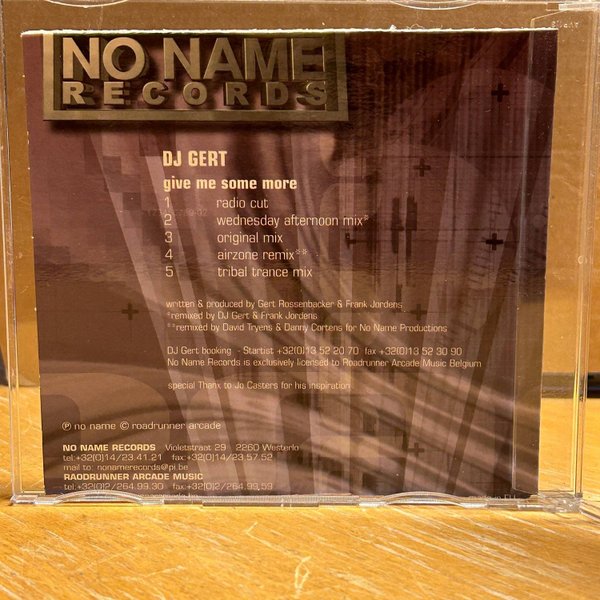 NO NAME
RECORDS
DJ GERT
give me some more
1 radio cut
2 wednesday afternoon mix*
3 original mix
4 airzone remix**
5 tribal trance mix
written & produced by Gert Rossenbacker & Frank Jordens
*remixed by DJ Gert & Frank Jordens
**remixed by David Tryens & Danny Cortens for No Name Productions
DJ Gert booking - Startist +32(0)13 52 20 70 fax +32(0)13 52 30 90
No Name Records is exclusively licensed to Roadrunner Arcade Music Belgium
special Thanx to Jo Casters for his inspiration
℗ no name © roadrunner arcade
NO NAME RECORDS Violetstraat 29 2260 Westerlo
tel:+32(0)14/23.41.21 fax:+32(0)14/23.57.52
mail to: nonamerecords@pi.be
RAODRUNNER ARCADE MUSIC
tel:+32(0)2/264.99.30 fax:+32(0)2/264.99.59